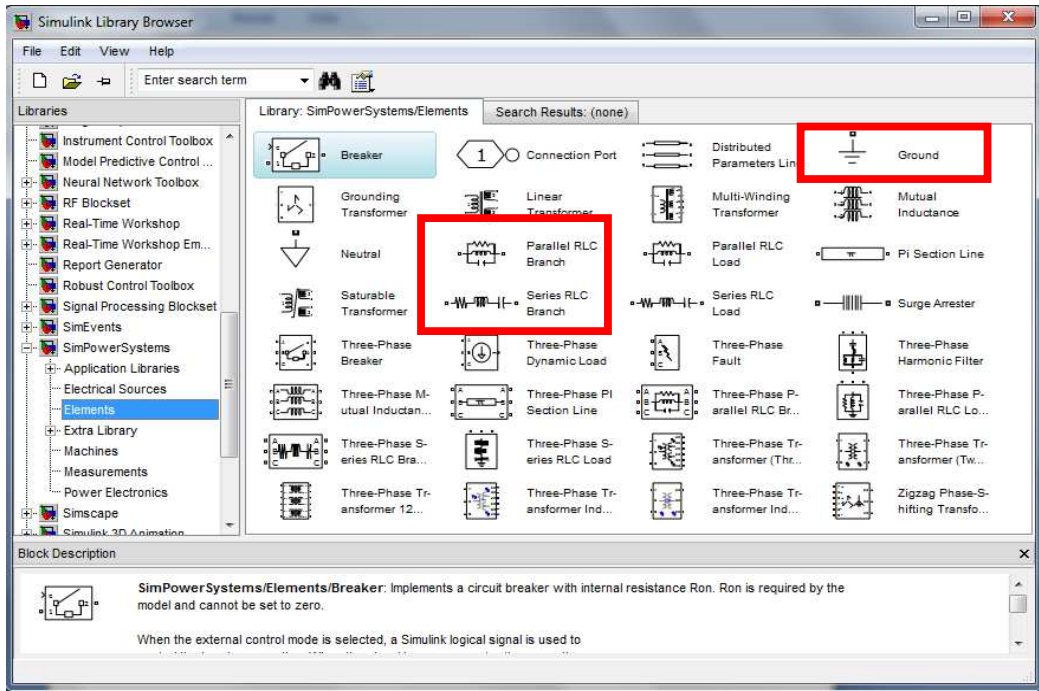 Simulink Library Browser
File Edit View Help
Enter search term
Libraries
Library: SimPowerSystems/Elements
Search Results: (none)
Instrument Control Toolbox
Model Predictive Control ...
Neural Network Toolbox
RF Blockset
Real-Time Workshop
Real-Time Workshop Em...
Report Generator
Robust Control Toolbox
Signal Processing Blockset
SimEvents
SimPowerSystems
Application Libraries
Electrical Sources
Elements
Extra Library
Machines
Measurements
Power Electronics
Simscape
Simulink 3D Animation
Breaker
1
Connection Port
Distributed
Parameters Line
Ground
Grounding
Transformer
Linear
Transformer
Multi-Winding
Transformer
Mutual
Inductance
Neutral
Parallel RLC
Branch
Parallel RLC
Load
Pi Section Line
Saturable
Transformer
Series RLC
Branch
Series RLC
Load
Surge Arrester
Three-Phase
Breaker
Three-Phase
Dynamic Load
Three-Phase
Fault
Three-Phase
Harmonic Filter
Three-Phase M-
utual Inductan...
Three-Phase PI
Section Line
Three-Phase P-
arallel RLC Br...
Three-Phase P-
arallel RLC Lo...
Three-Phase S-
eries RLC Bra...
Three-Phase S-
eries RLC Load
Three-Phase Tr-
ansformer (Thr...
Three-Phase Tr-
ansformer (Tw...
Three-Phase Tr-
ansformer 12...
Three-Phase Tr-
ansformer Ind...
Three-Phase Tr-
ansformer Ind...
Zigzag Phase-S-
hifting Transfo...
Block Description
SimPowerSystems/Elements/Breaker: Implements a circuit breaker with internal resistance Ron. Ron is required by the
model and cannot be set to zero.
When the external control mode is selected, a Simulink logical signal is used to